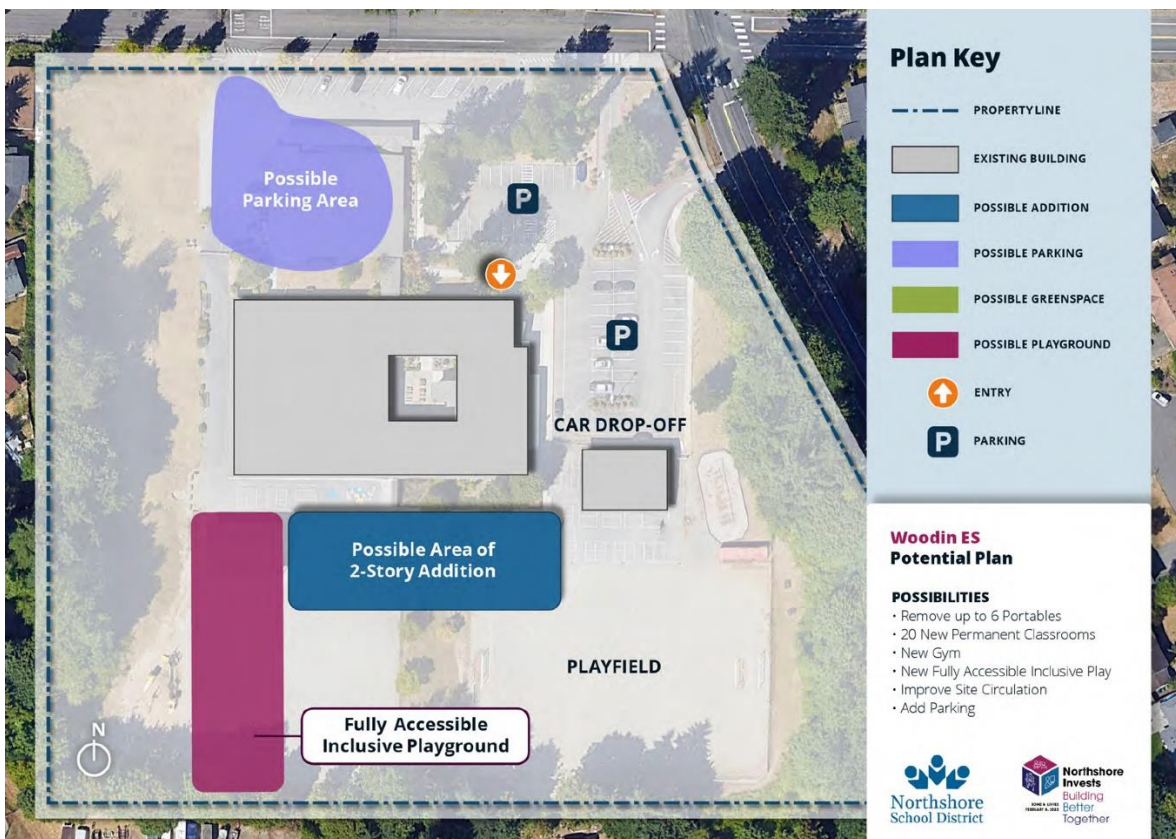 Possible
Parking Area
P
P
CAR DROP-OFF
Possible Area of
2-Story Addition
PLAYFIELD
Fully Accessible
Inclusive Playground
N
Plan Key
PROPERTY LINE
EXISTING BUILDING
POSSIBLE ADDITION
POSSIBLE PARKING
POSSIBLE GREENSPACE
POSSIBLE PLAYGROUND
ENTRY
P PARKING
Woodin ES
Potential Plan
POSSIBILITIES
• Remove up to 6 Portables
• 20 New Permanent Classrooms
• New Gym
• New Fully Accessible Inclusive Play
• Improve Site Circulation
• Add Parking
Northshore
School District
Northshore
Invests
Building
Better
Together